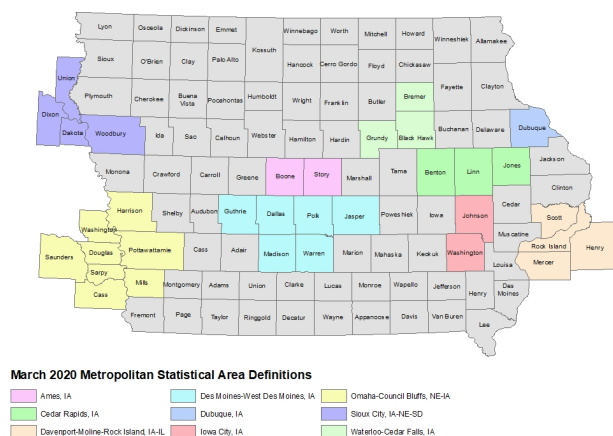 Lyon Osceola Dickinson Emmet Winnebago Worth Mitchell Howard Winneshiek Allamakee
Kossuth
Sioux O'Brien Clay Palo Alto Hancock Cerro Gordo Floyd Chickasaw
Union
Plymouth Cherokee Buena Vista Pocahontas Humboldt Wright Franklin Butler Bremer Fayette Clayton
Dixon Dakota Woodbury Ida Sac Calhoun Webster Hamilton Hardin Grundy Black Hawk Buchanan Delaware Dubuque
Monona Crawford Carroll Greene Boone Story Marshall Tama Benton Linn Jones Jackson
Clinton
Harrison Shelby Audubon Guthrie Dallas Polk Jasper Poweshiek Iowa Johnson Cedar Scott
Washington Muscatine
Saunders Douglas Pottawattamie Cass Adair Madison Warren Marion Mahaska Keokuk Washington Rock Island Henry
Sarpy Louisa Mercer
Cass Mills Montgomery Adams Union Clarke Lucas Monroe Wapello Jefferson Henry Des Moines
Fremont Page Taylor Ringgold Decatur Wayne Appanoose Davis Van Buren Lee
March 2020 Metropolitan Statistical Area Definitions
Ames, IA Des Moines-West Des Moines, IA Omaha-Council Bluffs, NE-IA
Cedar Rapids, IA Dubuque, IA Sioux City, IA-NE-SD
Davenport-Moline-Rock Island, IA-IL Iowa City, IA Waterloo-Cedar Falls, IA